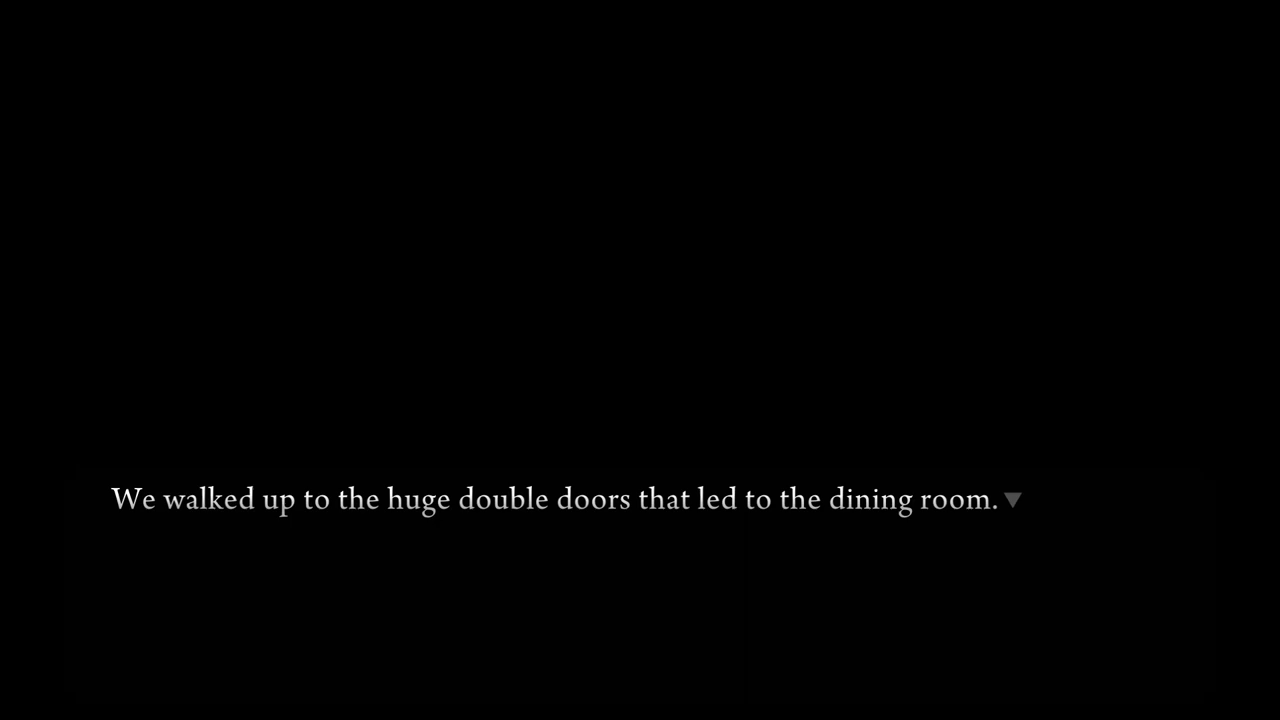 We walked up to the huge double doors that led to the dining room.